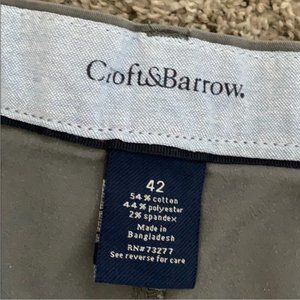 Croft&Barrow.
42
54% cotton
44% polyester
2% spandex
Made in
Bangladesh
RN#73277
See reverse for care